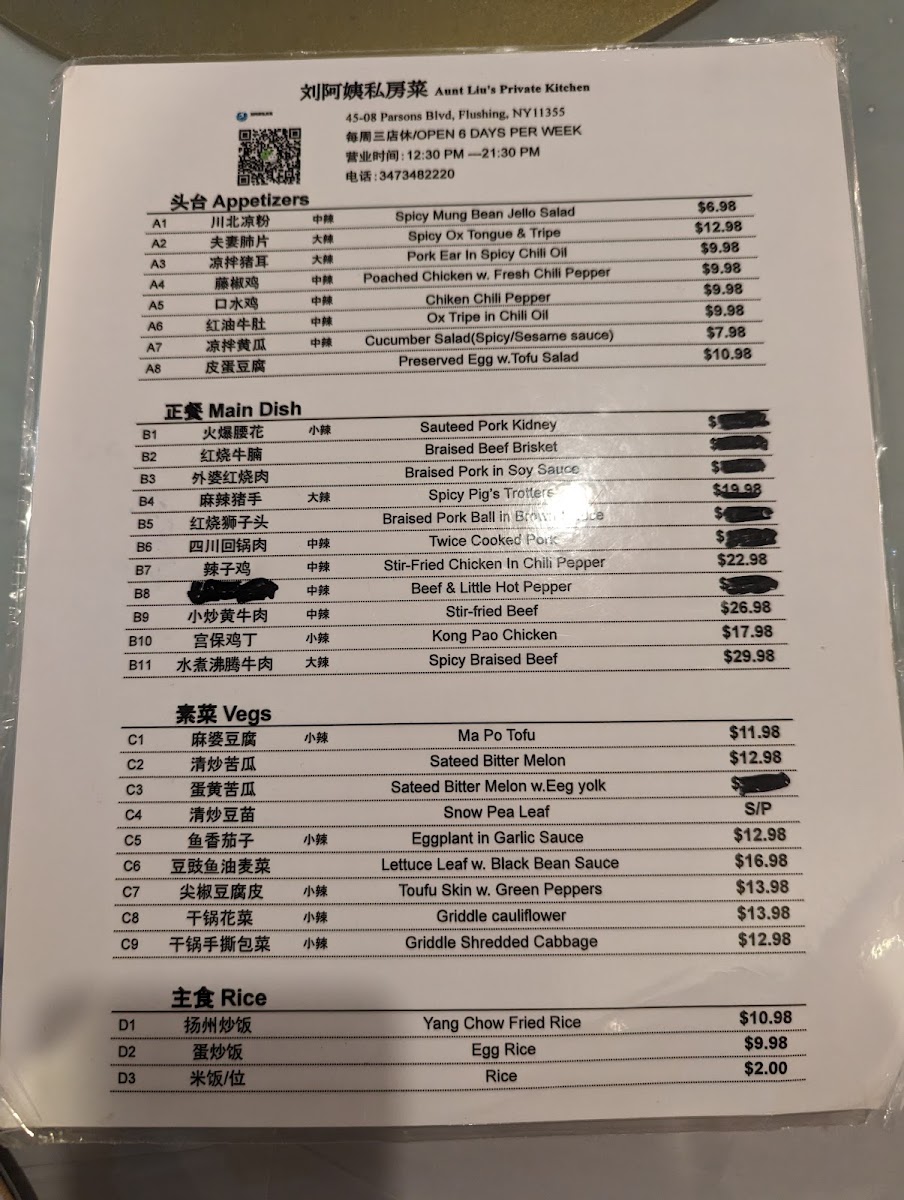 刘阿姨私房菜 Aunt Liu's Private Kitchen
45-08 Parsons Blvd, Flushing, NY11355
每周三店休/OPEN 6 DAYS PER WEEK
营业时间:12:30 PM —21:30 PM
电话:3473482220
头台 Appetizers
A1 川北凉粉 中辣 Spicy Mung Bean Jello Salad $6.98
A2 夫妻肺片 大辣 Spicy Ox Tongue & Tripe $12.98
A3 凉拌猪耳 大辣 Pork Ear In Spicy Chili Oil $9.98
A4 藤椒鸡 中辣 Poached Chicken w. Fresh Chili Pepper $9.98
A5 口水鸡 中辣 Chiken Chili Pepper $9.98
A6 红油牛肚 中辣 Ox Tripe in Chili Oil $9.98
A7 凉拌黄瓜 中辣 Cucumber Salad(Spicy/Sesame sauce) $7.98
A8 皮蛋豆腐 Preserved Egg w.Tofu Salad $10.98
正餐 Main Dish
B1 火爆腰花 小辣 Sauteed Pork Kidney $
B2 红烧牛腩 Braised Beef Brisket $
B3 外婆红烧肉 Braised Pork in Soy Sauce $
B4 麻辣猪手 大辣 Spicy Pig's Trotters $19.98
B5 红烧狮子头 Braised Pork Ball in Brown Sauce $
B6 四川回锅肉 中辣 Twice Cooked Pork $
B7 辣子鸡 中辣 Stir-Fried Chicken In Chili Pepper $22.98
B8 中辣 Beef & Little Hot Pepper $
B9 小炒黄牛肉 中辣 Stir-fried Beef $26.98
B10 宫保鸡丁 小辣 Kong Pao Chicken $17.98
B11 水煮沸腾牛肉 大辣 Spicy Braised Beef $29.98
素菜 Vegs
C1 麻婆豆腐 小辣 Ma Po Tofu $11.98
C2 清炒苦瓜 Sateed Bitter Melon $12.98
C3 蛋黄苦瓜 Sateed Bitter Melon w.Eeg yolk $
C4 清炒豆苗 Snow Pea Leaf S/P
C5 鱼香茄子 小辣 Eggplant in Garlic Sauce $12.98
C6 豆豉鱼油麦菜 Lettuce Leaf w. Black Bean Sauce $16.98
C7 尖椒豆腐皮 小辣 Toufu Skin w. Green Peppers $13.98
C8 干锅花菜 小辣 Griddle cauliflower $13.98
C9 干锅手撕包菜 小辣 Griddle Shredded Cabbage $12.98
主食 Rice
D1 扬州炒饭 Yang Chow Fried Rice $10.98
D2 蛋炒饭 Egg Rice $9.98
D3 米饭/位 Rice $2.00